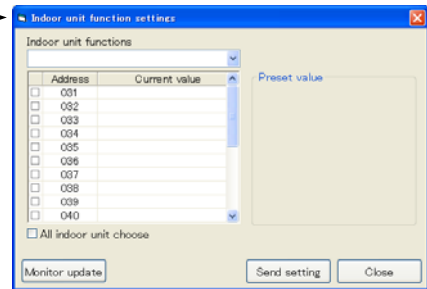 Indoor unit function settings
Indoor unit functions
Address Current value
Preset value
031
032
033
034
035
036
037
038
039
040
All indoor unit choose
Monitor update Send setting Close